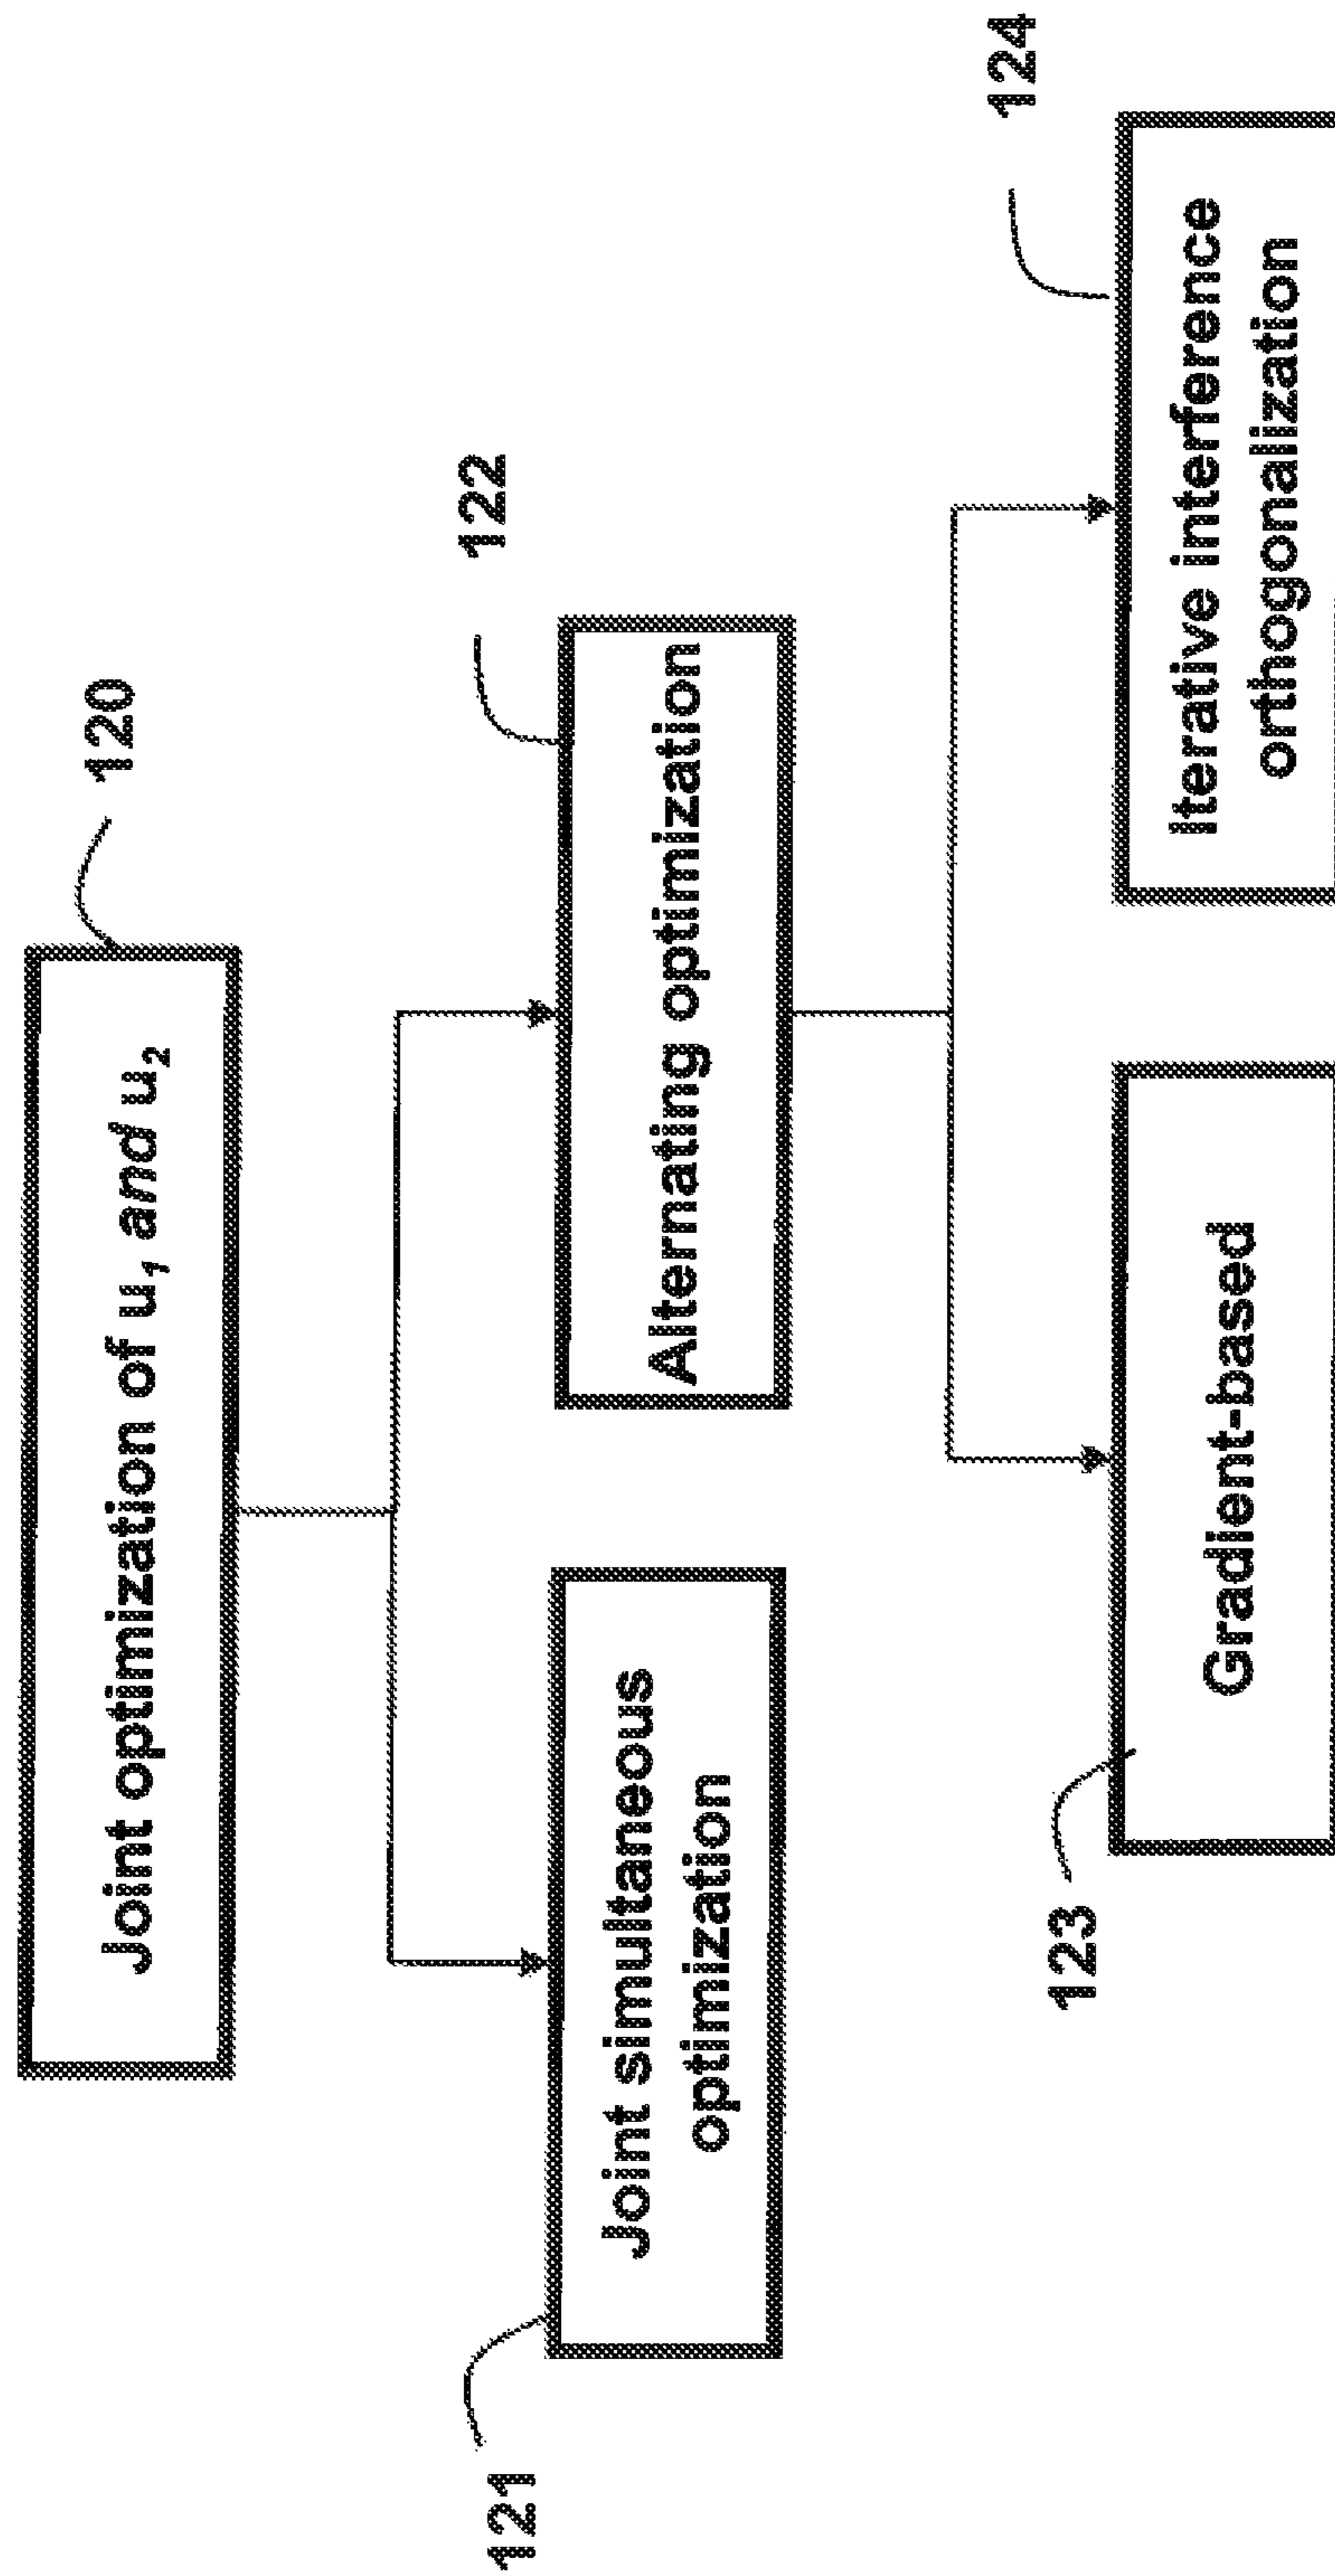 120
Joint optimization of u₁ and u₂
121
Joint simultaneous
optimization
122
Alternating optimization
123
Gradient-based
124
Iterative interference
orthogonalization